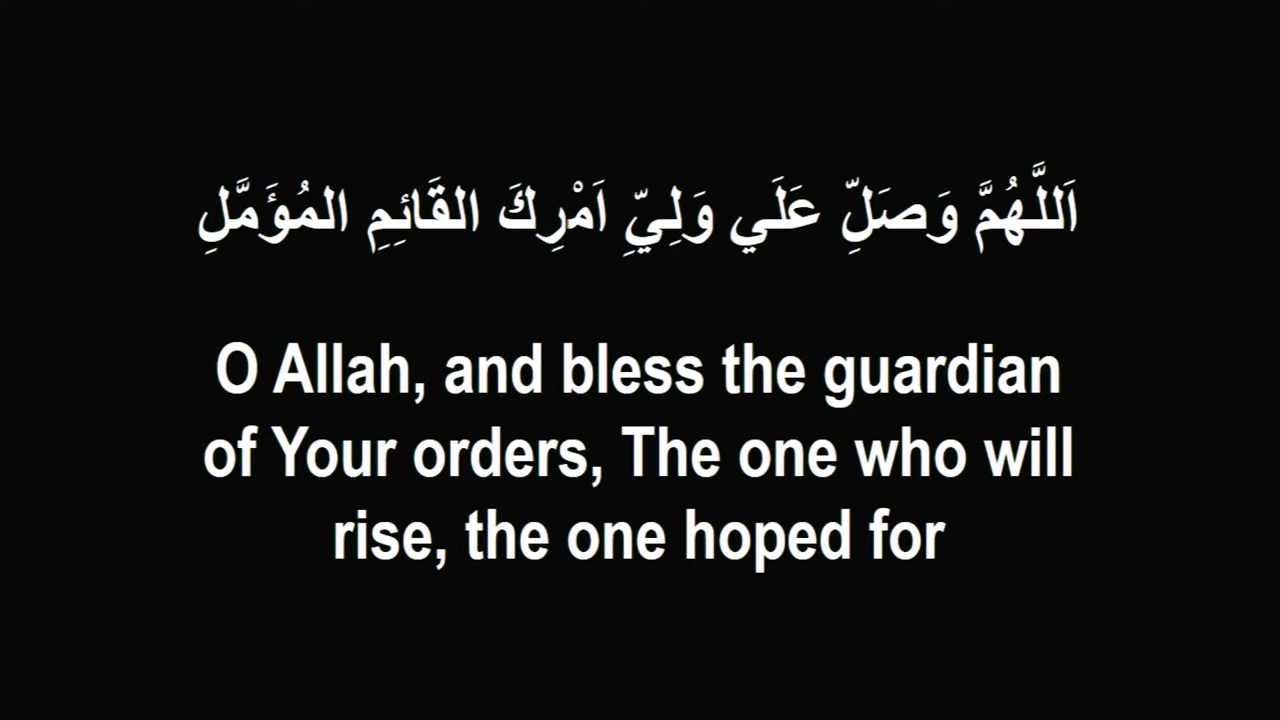 اَللَّهُمَّ وَصَلِّ عَلَي وَلِيِّ اَمْرِكَ القَائِمِ المُؤَمَّلِ
O Allah, and bless the guardian
of Your orders, The one who will
rise, the one hoped for